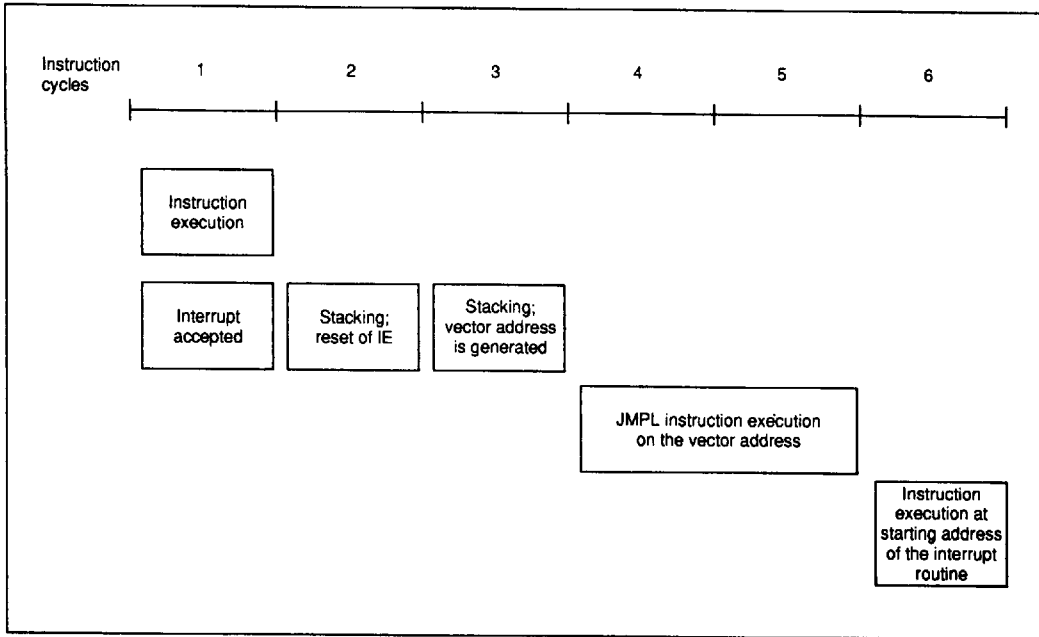 Instruction
cycles
1 2 3 4 5 6
Instruction
execution
Interrupt
accepted
Stacking;
reset of IE
Stacking;
vector address
is generated
JMPL instruction execution
on the vector address
Instruction
execution at
starting address
of the interrupt
routine